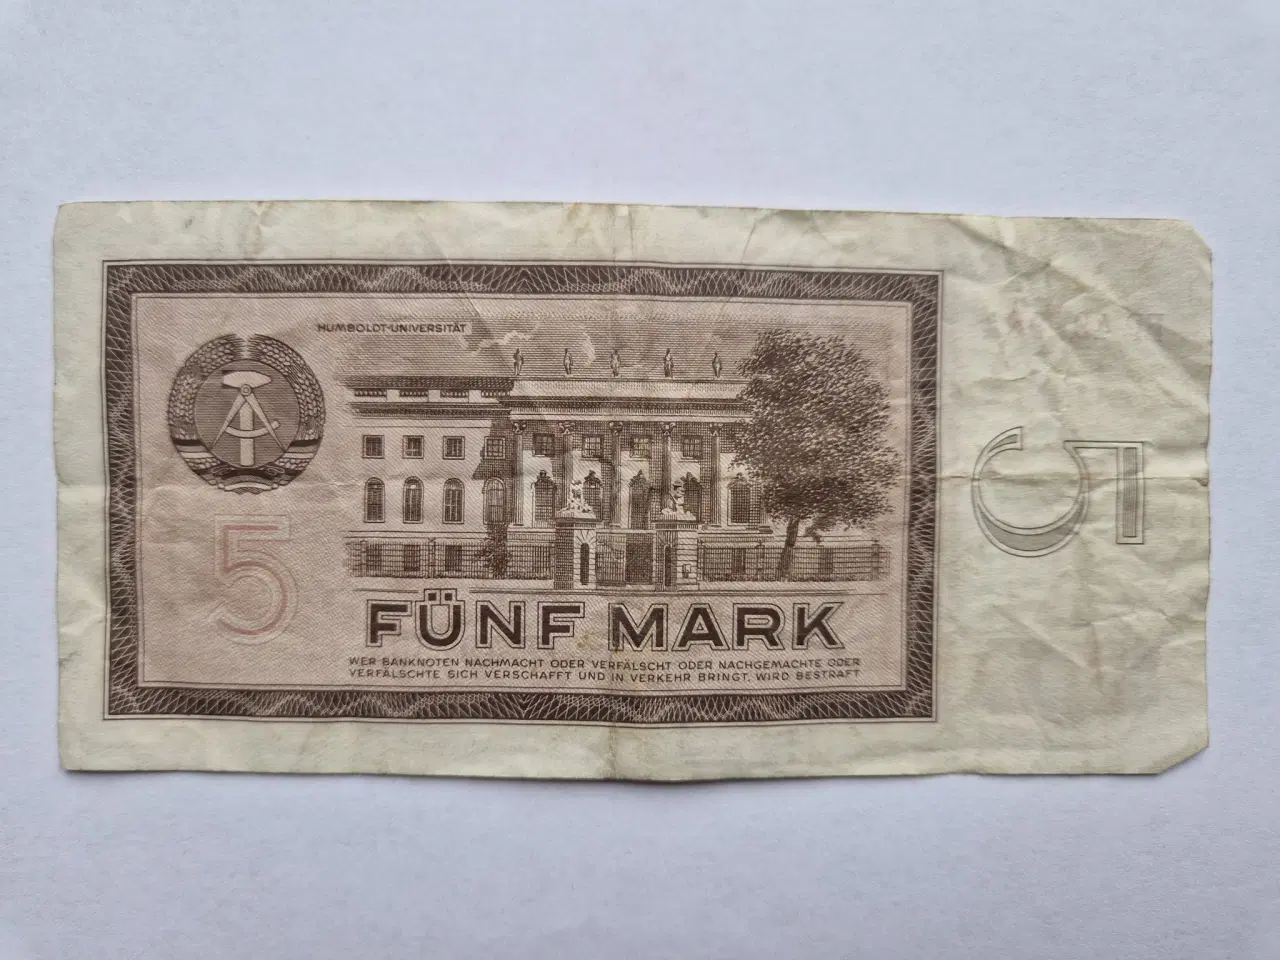 HUMBOLDT-UNIVERSITÄT
5
5
FÜNF MARK
WER BANKNOTEN NACHMACHT ODER VERFÄLSCHT ODER NACHGEMACHTE ODER
VERFÄLSCHTE SICH VERSCHAFFT UND IN VERKEHR BRINGT, WIRD BESTRAFT